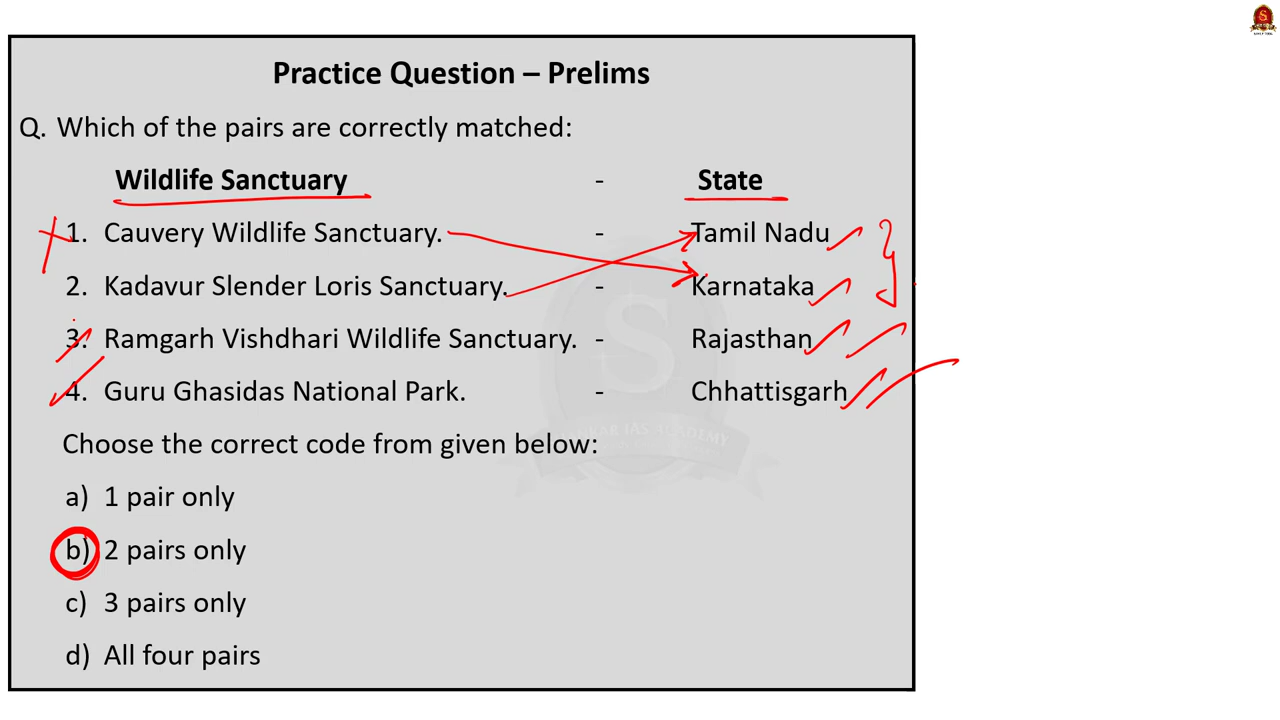 Practice Question – Prelims
Q. Which of the pairs are correctly matched:
Wildlife Sanctuary - State
1. Cauvery Wildlife Sanctuary. - Tamil Nadu
2. Kadavur Slender Loris Sanctuary. - Karnataka
3. Ramgarh Vishdhari Wildlife Sanctuary. - Rajasthan
4. Guru Ghasidas National Park. - Chhattisgarh
Choose the correct code from given below:
a) 1 pair only
b) 2 pairs only
c) 3 pairs only
d) All four pairs